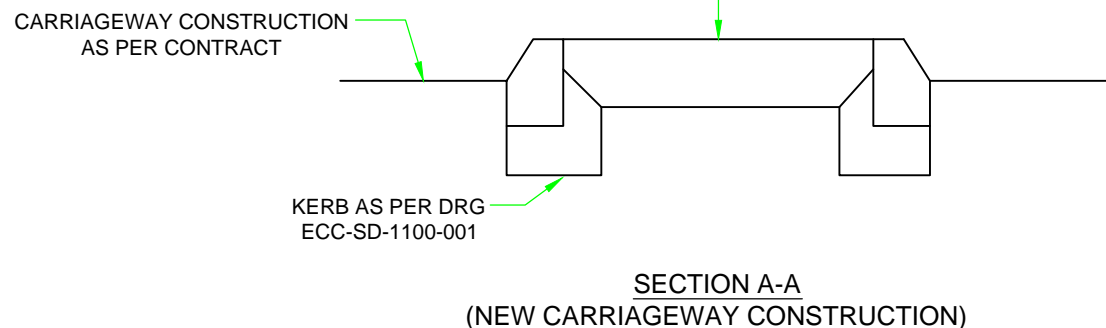 CARRIAGEWAY CONSTRUCTION
AS PER CONTRACT
KERB AS PER DRG
ECC-SD-1100-001
SECTION A-A
(NEW CARRIAGEWAY CONSTRUCTION)